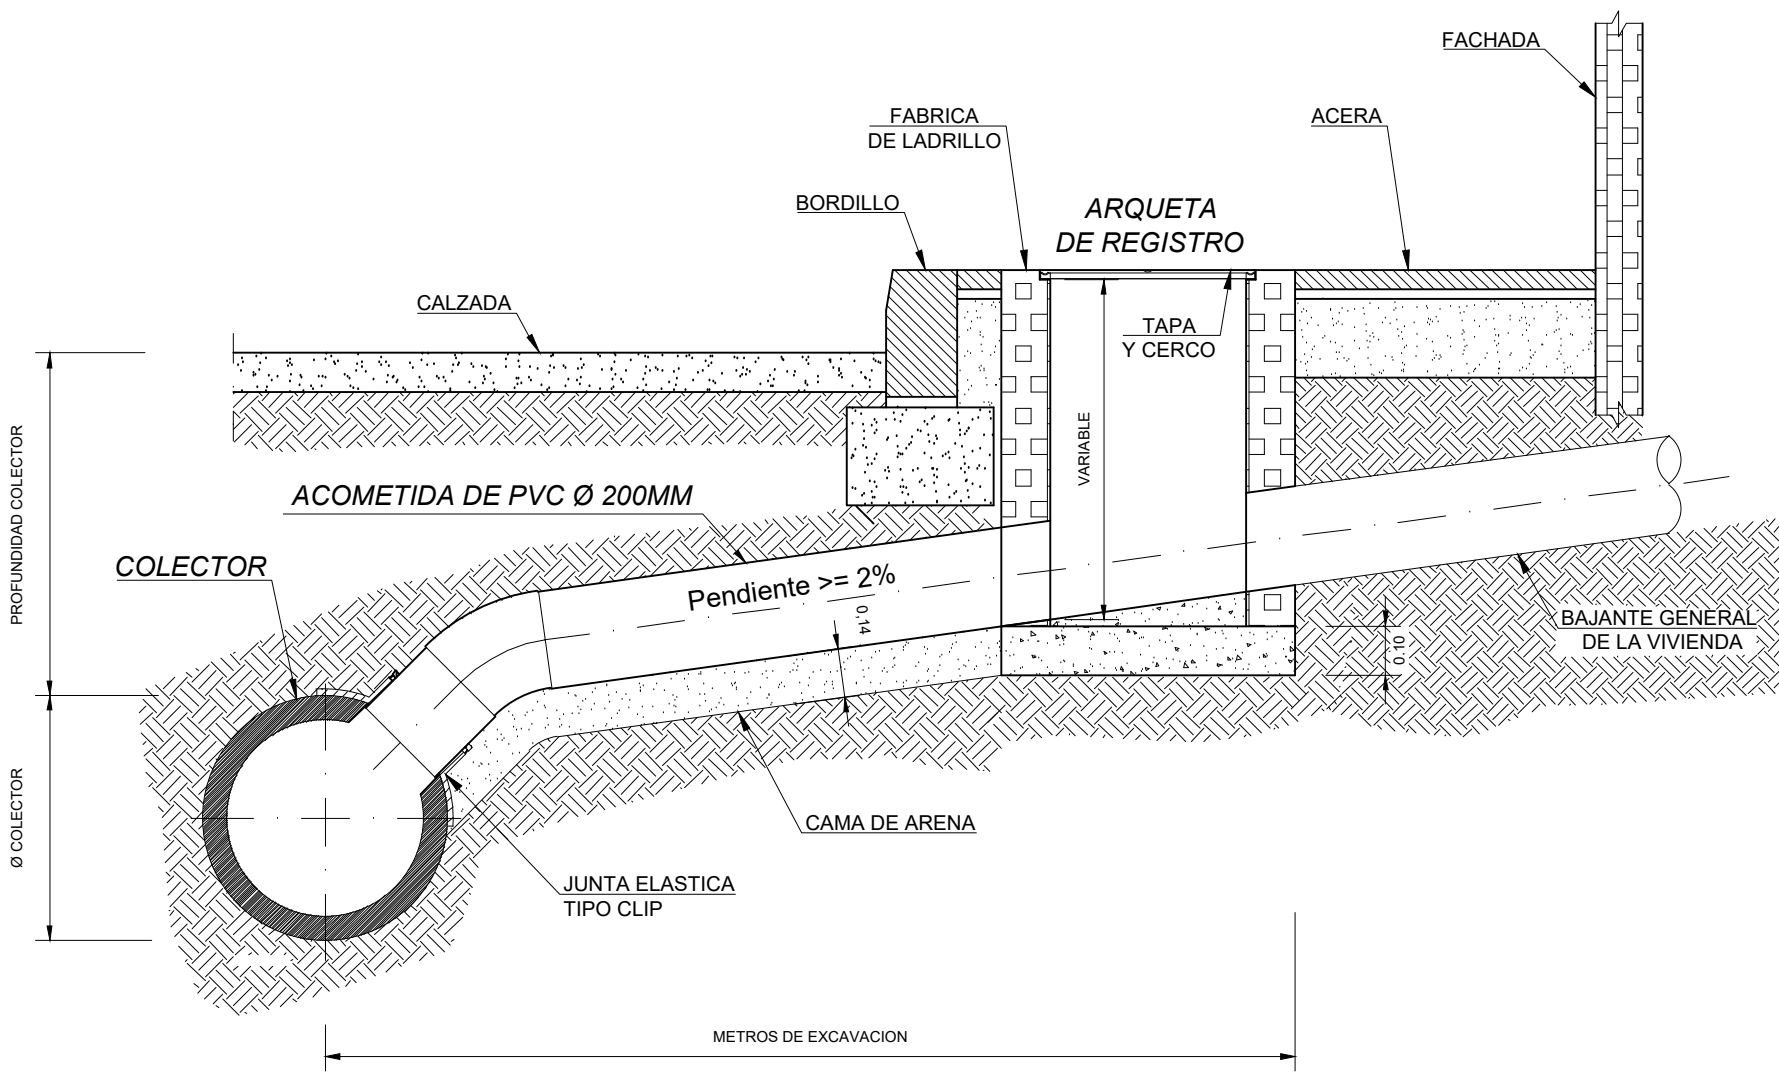 FACHADA
FABRICA
DE LADRILLO
ACERA
BORDILLO
ARQUETA
DE REGISTRO
CALZADA
TAPA
Y CERCO
VARIABLE
PROFUNDIDAD COLECTOR
ACOMETIDA DE PVC Ø 200MM
COLECTOR
Pendiente >= 2%
0,14
BAJANTE GENERAL
DE LA VIVIENDA
0.10
CAMA DE ARENA
Ø COLECTOR
JUNTA ELASTICA
TIPO CLIP
METROS DE EXCAVACION